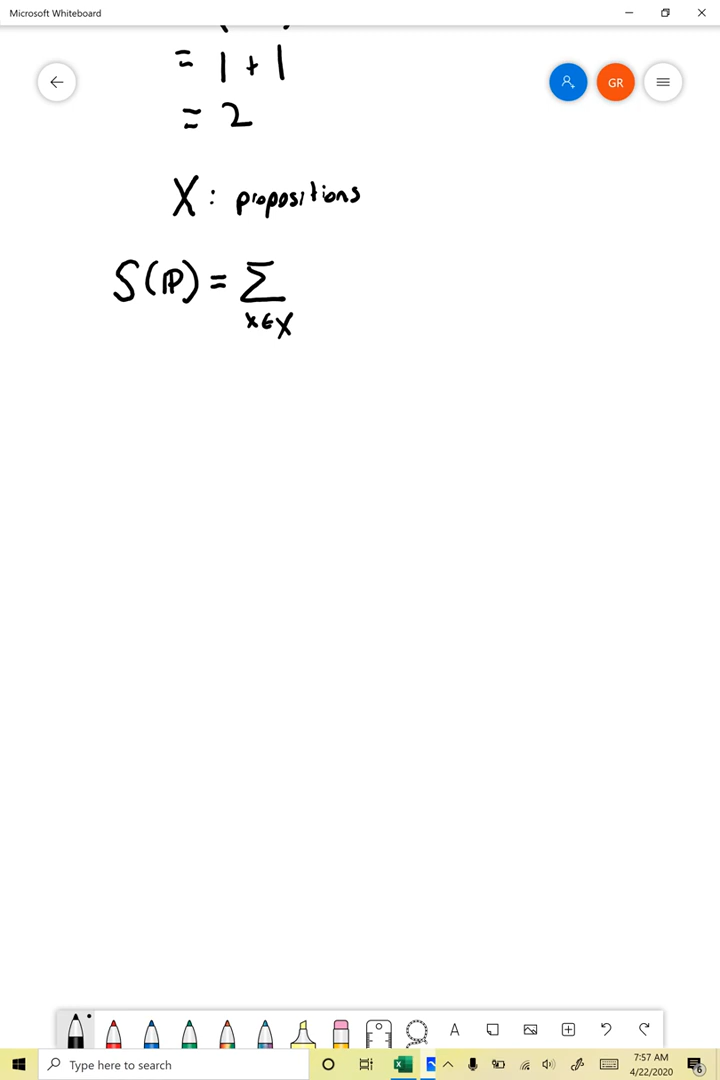 Microsoft Whiteboard
= 1 + 1
GR
= 2
X : propositions
S(ℙ) = ∑
x ∈ X
A
Type here to search
7:57 AM
4/22/2020
6